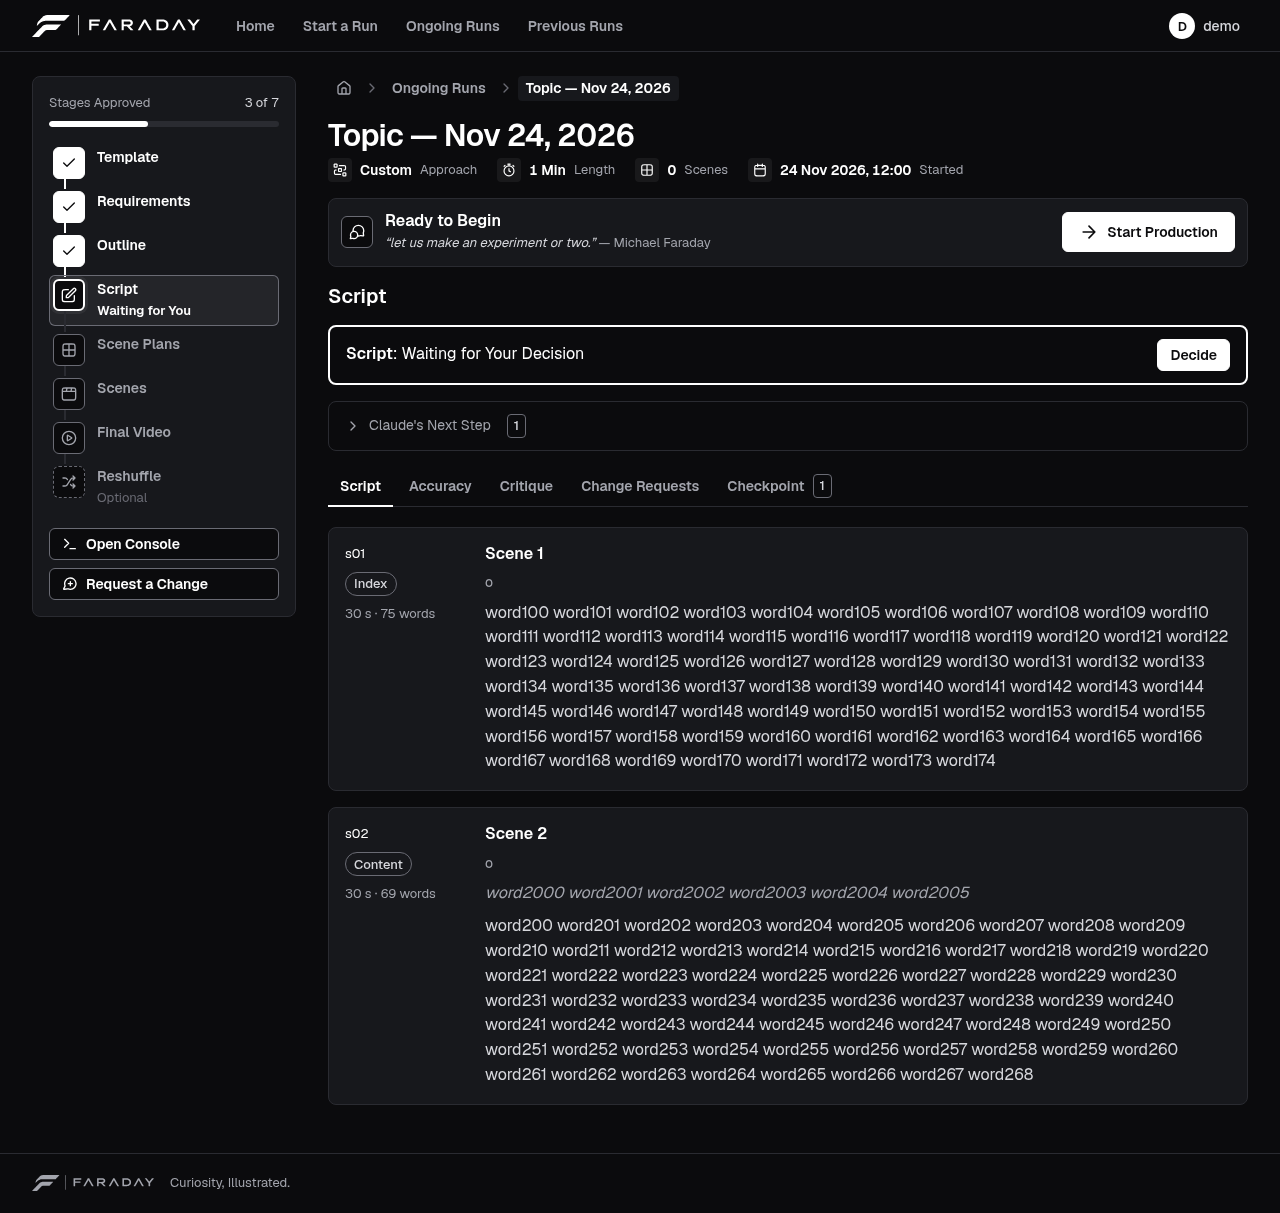 FARADAY
Home
Start a Run
Ongoing Runs
Previous Runs
D
demo
Stages Approved
3 of 7
Template
Requirements
Outline
Script
Waiting for You
Scene Plans
Scenes
Final Video
Reshuffle
Optional
Open Console
Request a Change
Ongoing Runs
Topic — Nov 24, 2026
Topic — Nov 24, 2026
Custom Approach
1 Min Length
0 Scenes
24 Nov 2026, 12:00 Started
Ready to Begin
“let us make an experiment or two.” — Michael Faraday
Start Production
Script
Script: Waiting for Your Decision
Decide
Claude's Next Step 1
Script
Accuracy
Critique
Change Requests
Checkpoint 1
s01
Index
30 s · 75 words
Scene 1
o
word100 word101 word102 word103 word104 word105 word106 word107 word108 word109 word110
word111 word112 word113 word114 word115 word116 word117 word118 word119 word120 word121 word122
word123 word124 word125 word126 word127 word128 word129 word130 word131 word132 word133
word134 word135 word136 word137 word138 word139 word140 word141 word142 word143 word144
word145 word146 word147 word148 word149 word150 word151 word152 word153 word154 word155
word156 word157 word158 word159 word160 word161 word162 word163 word164 word165 word166
word167 word168 word169 word170 word171 word172 word173 word174
s02
Content
30 s · 69 words
Scene 2
o
word2000 word2001 word2002 word2003 word2004 word2005
word200 word201 word202 word203 word204 word205 word206 word207 word208 word209
word210 word211 word212 word213 word214 word215 word216 word217 word218 word219 word220
word221 word222 word223 word224 word225 word226 word227 word228 word229 word230
word231 word232 word233 word234 word235 word236 word237 word238 word239 word240
word241 word242 word243 word244 word245 word246 word247 word248 word249 word250
word251 word252 word253 word254 word255 word256 word257 word258 word259 word260
word261 word262 word263 word264 word265 word266 word267 word268
FARADAY
Curiosity, Illustrated.